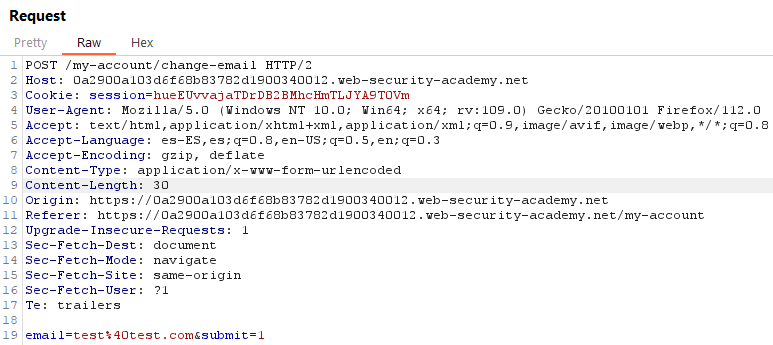 Request
Pretty Raw Hex
1 POST /my-account/change-email HTTP/2
2 Host: 0a2900a103d6f68b83782d1900340012.web-security-academy.net
3 Cookie: session=hueEUvvajaTDrDB2BMhcHmTLJYA9T0Vm
4 User-Agent: Mozilla/5.0 (Windows NT 10.0; Win64; x64; rv:109.0) Gecko/20100101 Firefox/112.0
5 Accept: text/html,application/xhtml+xml,application/xml;q=0.9,image/avif,image/webp,*/*;q=0.8
6 Accept-Language: es-ES,es;q=0.8,en-US;q=0.5,en;q=0.3
7 Accept-Encoding: gzip, deflate
8 Content-Type: application/x-www-form-urlencoded
9 Content-Length: 30
10 Origin: https://0a2900a103d6f68b83782d1900340012.web-security-academy.net
11 Referer: https://0a2900a103d6f68b83782d1900340012.web-security-academy.net/my-account
12 Upgrade-Insecure-Requests: 1
13 Sec-Fetch-Dest: document
14 Sec-Fetch-Mode: navigate
15 Sec-Fetch-Site: same-origin
16 Sec-Fetch-User: ?1
17 Te: trailers
18
19 email=test%40test.com&submit=1